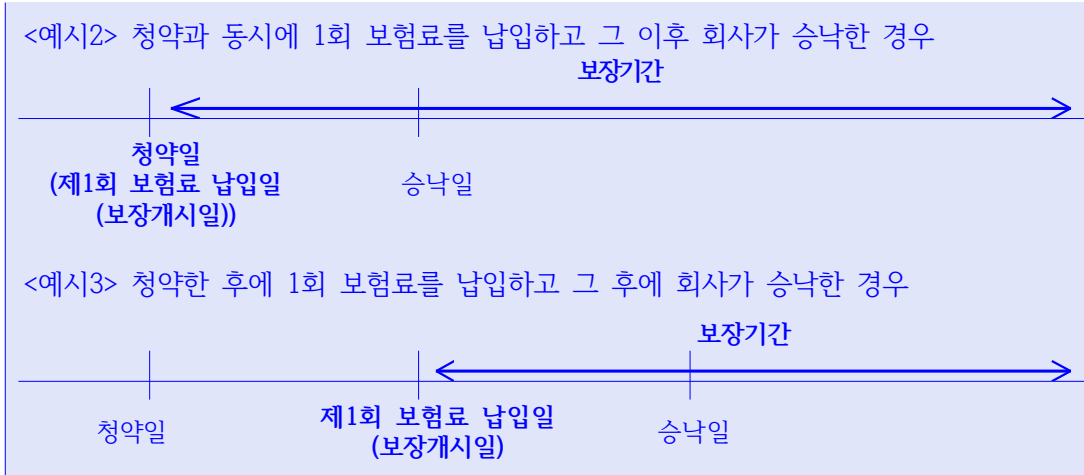 <예시2> 청약과 동시에 1회 보험료를 납입하고 그 이후 회사가 승낙한 경우
보장기간
청약일
(제1회 보험료 납입일
(보장개시일))
승낙일
<예시3> 청약한 후에 1회 보험료를 납입하고 그 후에 회사가 승낙한 경우
보장기간
청약일
제1회 보험료 납입일
(보장개시일)
승낙일